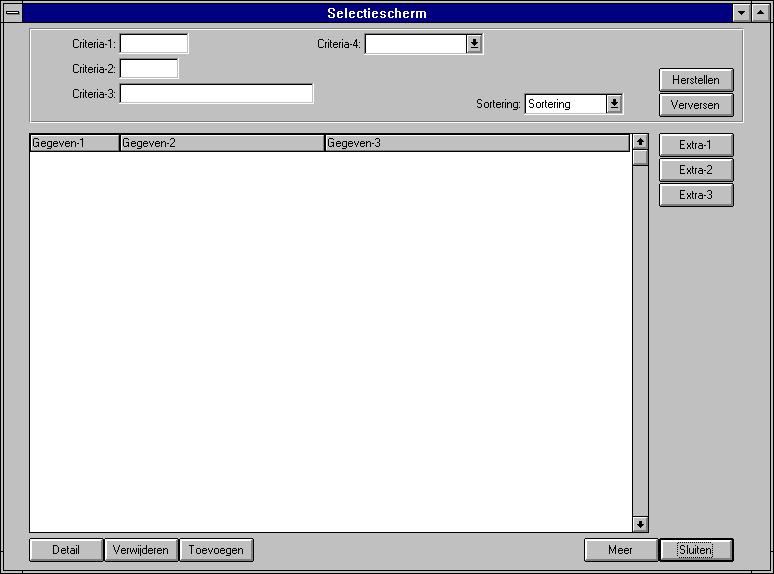 Selectiescherm
Criteria-1:
Criteria-4:
Criteria-2:
Criteria-3:
Herstellen
Sortering: Sortering
Verversen
Gegeven-1 Gegeven-2 Gegeven-3
Extra-1
Extra-2
Extra-3
Detail Verwijderen Toevoegen Meer Sluiten